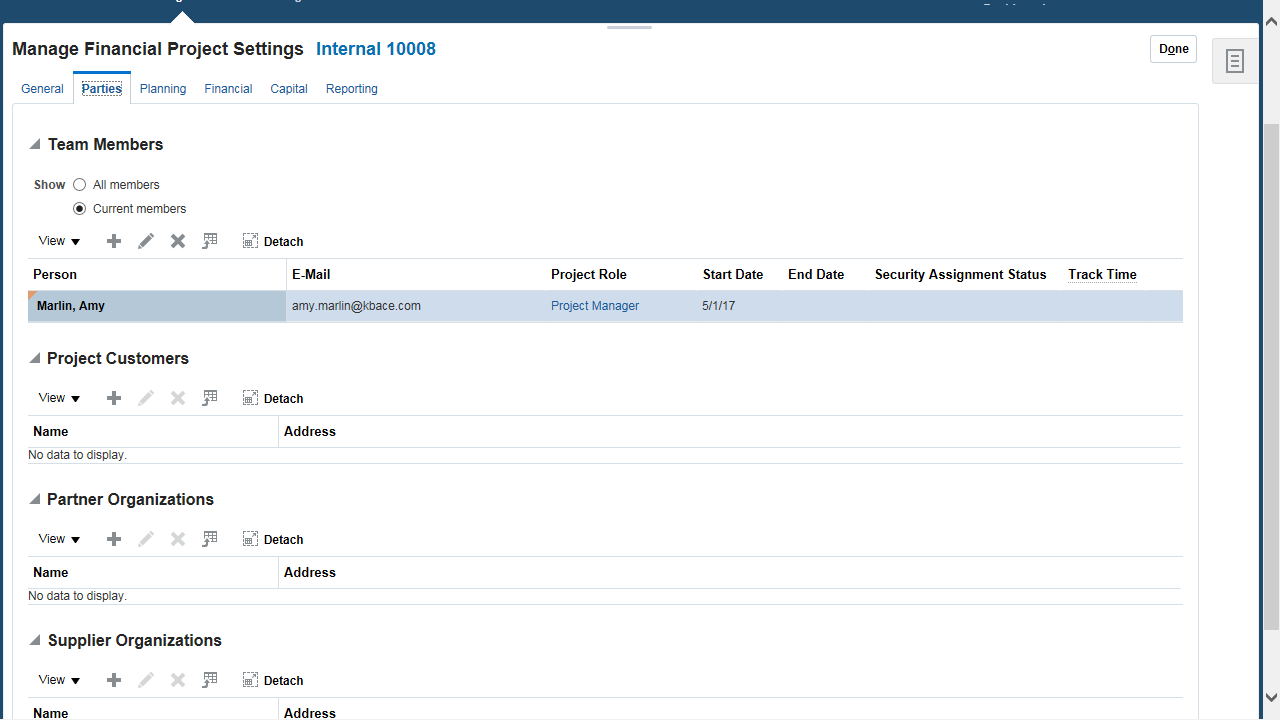 Manage Financial Project Settings Internal 10008
Done
General Parties Planning Financial Capital Reporting
Team Members
Show All members
Current members
View Detach
Person E-Mail Project Role Start Date End Date Security Assignment Status Track Time
Marlin, Amy amy.marlin@kbace.com Project Manager 5/1/17
Project Customers
View Detach
Name Address
No data to display.
Partner Organizations
View Detach
Name Address
No data to display.
Supplier Organizations
View Detach
Name Address